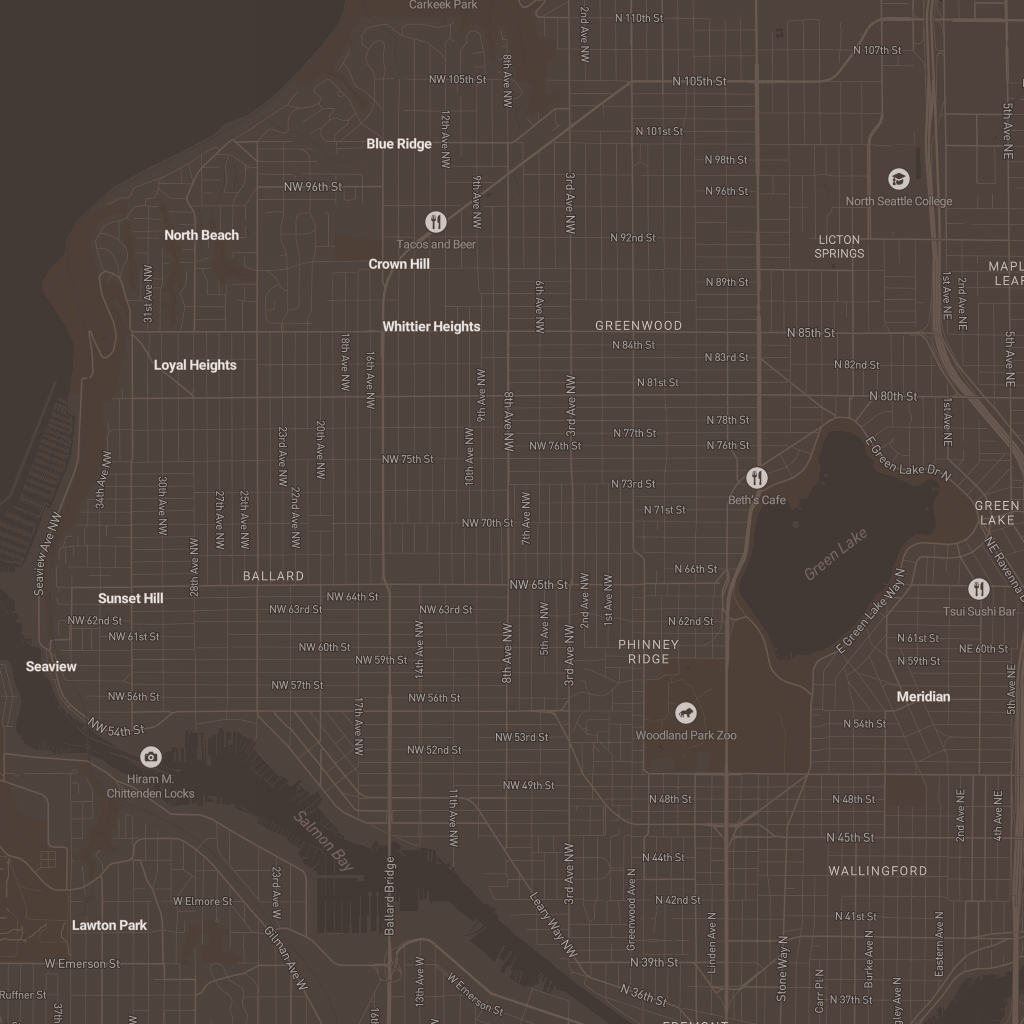 Carkeek Park
N 110th St
2nd Ave NW
N 107th St
NW 105th St
8th Ave NW
N 105th St
5th Ave NE
12th Ave NW
N 101st St
Blue Ridge
N 98th St
NW 96th St
9th Ave NW
3rd Ave NW
N 96th St
North Seattle College
North Beach
Tacos and Beer
N 92nd St
LICTON
SPRINGS
Crown Hill
31st Ave NW
6th Ave NW
N 89th St
1st Ave NE
2nd Ave NE
Whittier Heights
GREENWOOD
N 85th St
N 84th St
N 83rd St
18th Ave NW
16th Ave NW
Loyal Heights
N 82nd St
5th Ave NE
N 81st St
9th Ave NW
8th Ave NW
3rd Ave NW
N 80th St
1st Ave NE
N 78th St
23rd Ave NW
20th Ave NW
10th Ave NW
N 77th St
NW 76th St
N 76th St
NW 75th St
E Green Lake Dr N
34th Ave NW
30th Ave NW
27th Ave NW
25th Ave NW
22nd Ave NW
N 73rd St
Beth's Cafe
7th Ave NW
N 71st St
NW 70th St
GREEN
LAKE
Seaview Ave NW
28th Ave NW
Green Lake
BALLARD
N 66th St
NW 65th St
2nd Ave NW
1st Ave NW
Tsui Sushi Bar
Sunset Hill
NW 64th St
NW 63rd St
NW 63rd St
5th Ave NW
E Green Lake Way N
NW 62nd St
N 62nd St
NW 61st St
N 61st St
14th Ave NW
8th Ave NW
3rd Ave NW
NW 60th St
NE 60th St
PHINNEY
RIDGE
NW 59th St
N 59th St
Seaview
NW 57th St
5th Ave NE
NW 56th St
NW 56th St
Meridian
17th Ave NW
NW 54th St
N 54th St
Woodland Park Zoo
NW 53rd St
NW 52nd St
Hiram M.
Chittenden Locks
NW 49th St
N 48th St
N 48th St
11th Ave NW
2nd Ave NE
4th Ave NE
Salmon Bay
N 45th St
N 44th St
3rd Ave NW
WALLINGFORD
23rd Ave W
Ballard Bridge
W Elmore St
Greenwood Ave N
N 42nd St
Leary Way NW
Lawton Park
N 41st St
Linden Ave N
Eastern Ave N
Gilman Ave W
W Emerson St
N 39th St
Stone Way N
Burke Ave N
13th Ave W
W Emerson St
Carr Pl N
Ruffner St
N 36th St
N 37th St